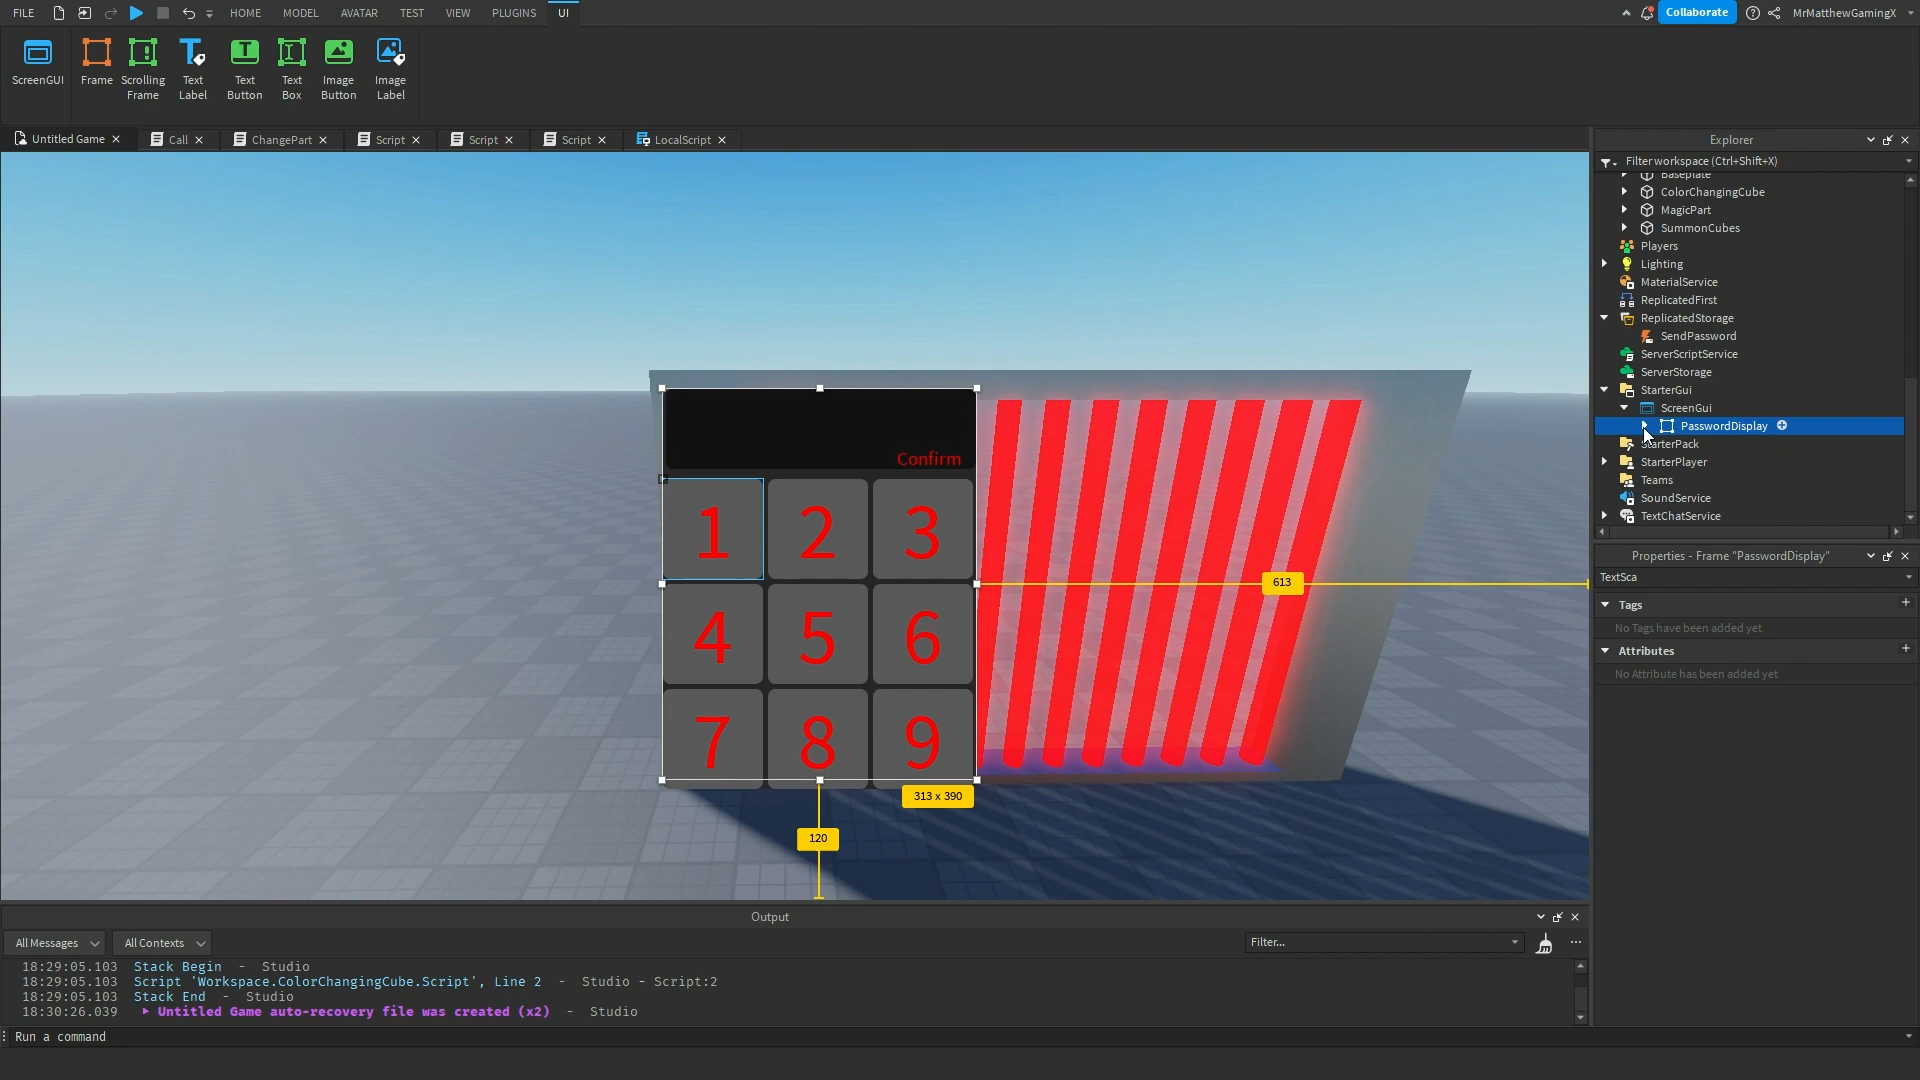 FILE HOME MODEL AVATAR TEST VIEW PLUGINS UI Collaborate MrMatthewGamingX
ScreenGUI Frame Scrolling Frame Text Label Text Button Text Box Image Button Image Label
Untitled Game Call ChangePart Script Script Script LocalScript
Explorer
Filter workspace (Ctrl+Shift+X)
Baseplate
ColorChangingCube
MagicPart
SummonCubes
Players
Lighting
MaterialService
ReplicatedFirst
ReplicatedStorage
SendPassword
ServerScriptService
ServerStorage
StarterGui
ScreenGui
PasswordDisplay
StarterPack
StarterPlayer
Teams
SoundService
TextChatService
Confirm
1 2 3
4 5 6
7 8 9
613
313 x 390
120
Properties - Frame "PasswordDisplay"
TextSca
Tags
No Tags have been added yet
Attributes
No Attribute has been added yet
Output
All Messages All Contexts Filter...
18:29:05.103 Stack Begin - Studio
18:29:05.103 Script 'Workspace.ColorChangingCube.Script', Line 2 - Studio - Script:2
18:29:05.103 Stack End - Studio
18:30:26.039 Untitled Game auto-recovery file was created (x2) - Studio
Run a command